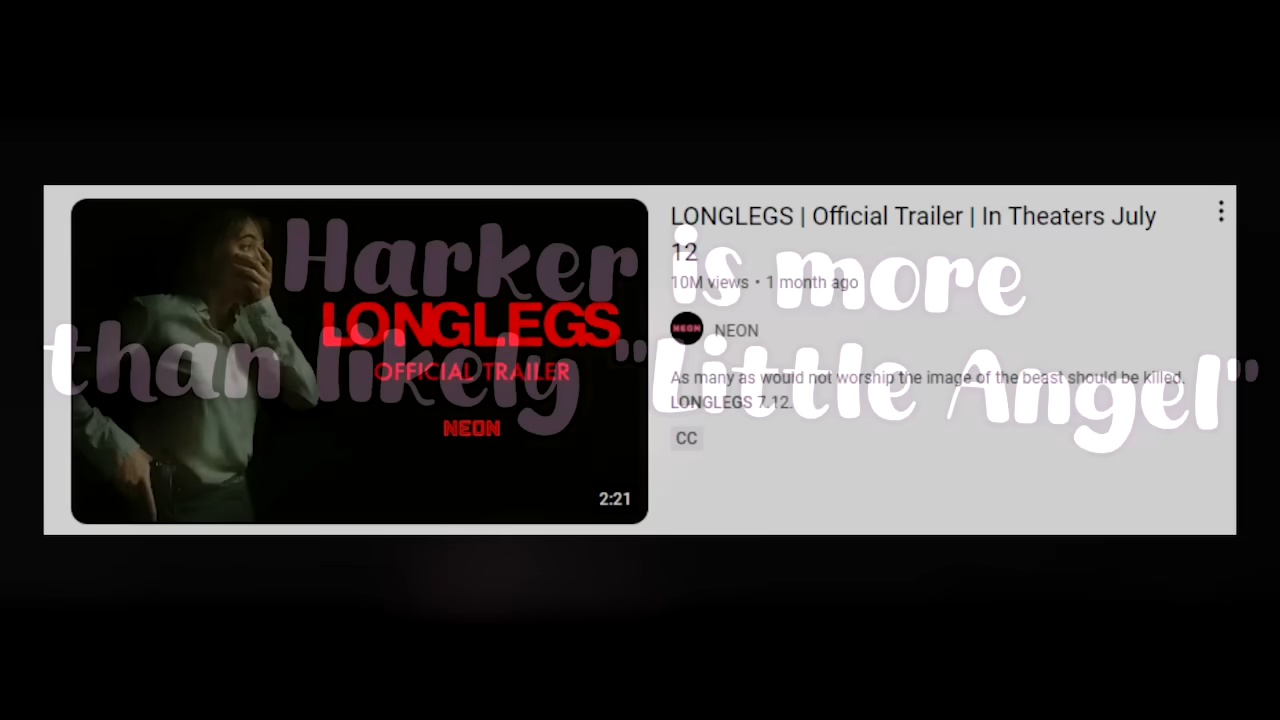 Harker is more
than likely "Little Angel"
LONGLEGS
OFFICIAL TRAILER
NEON
2:21
LONGLEGS | Official Trailer | In Theaters July
12
10M views • 1 month ago
NEON
NEON
As many as would not worship the image of the beast should be killed.
LONGLEGS 7.12.
CC